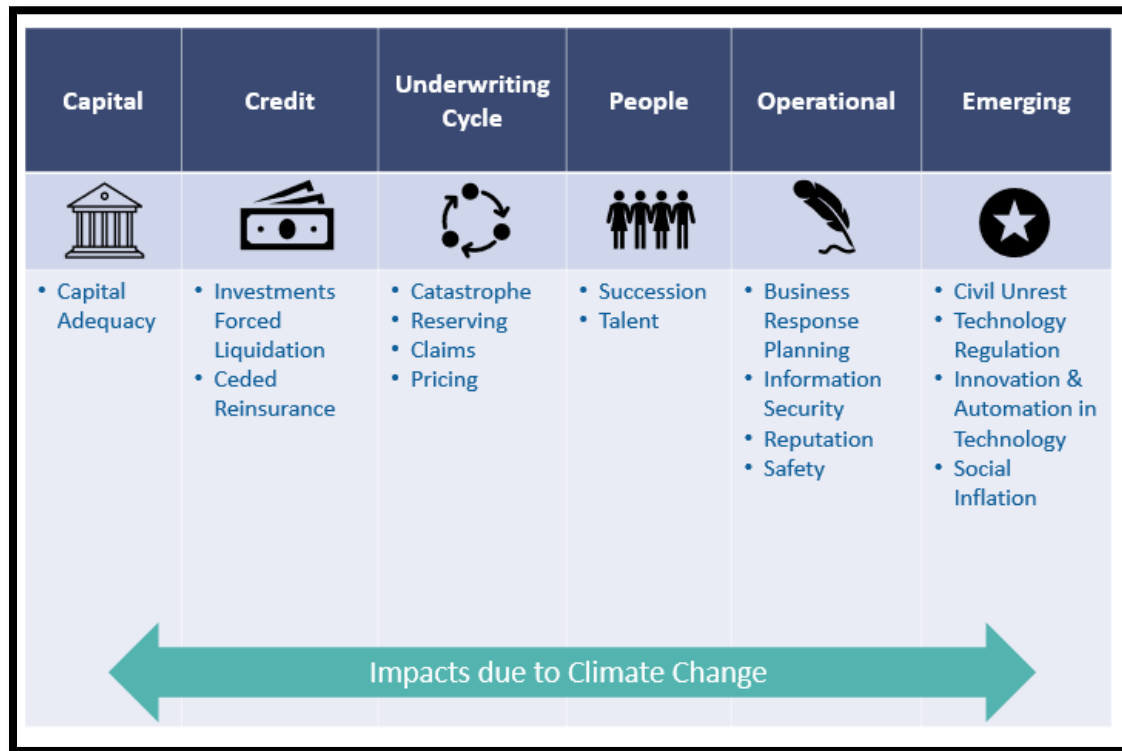 Capital
Credit
Underwriting
Cycle
People
Operational
Emerging
• Capital
Adequacy
• Investments
Forced
Liquidation
• Ceded
Reinsurance
• Catastrophe
• Reserving
• Claims
• Pricing
• Succession
• Talent
• Business
Response
Planning
• Information
Security
• Reputation
• Safety
• Civil Unrest
• Technology
Regulation
• Innovation &
Automation in
Technology
• Social
Inflation
Impacts due to Climate Change